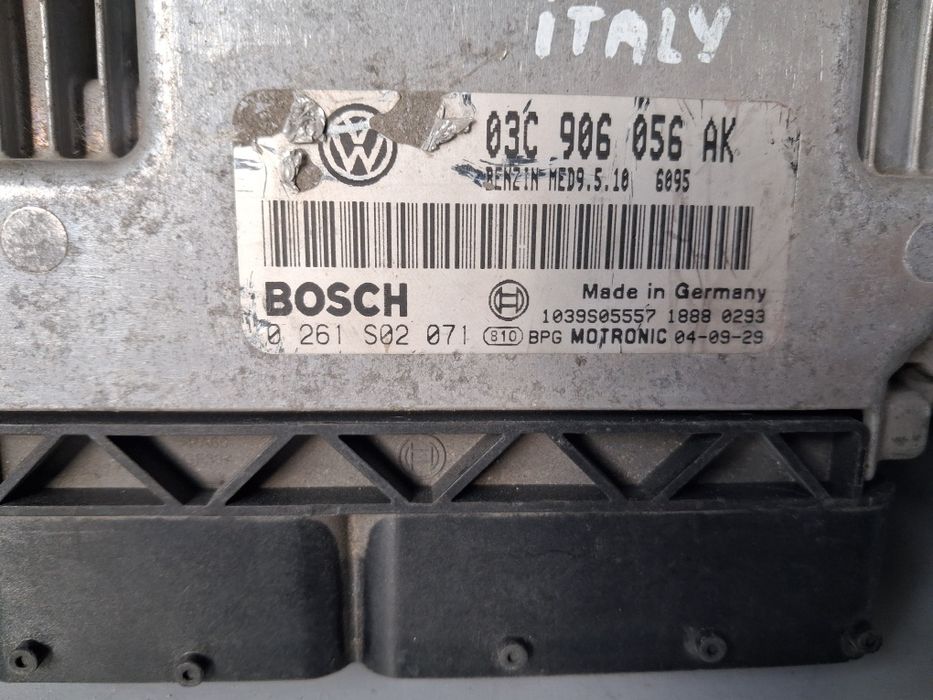 iTALY
03C 906 056 AK
BENZIN MED9.5.10 6095
BOSCH
Made in Germany
1039S05557 1888 0293
0 261 S02 071 810 BPG MOTRONIC 04-09-29